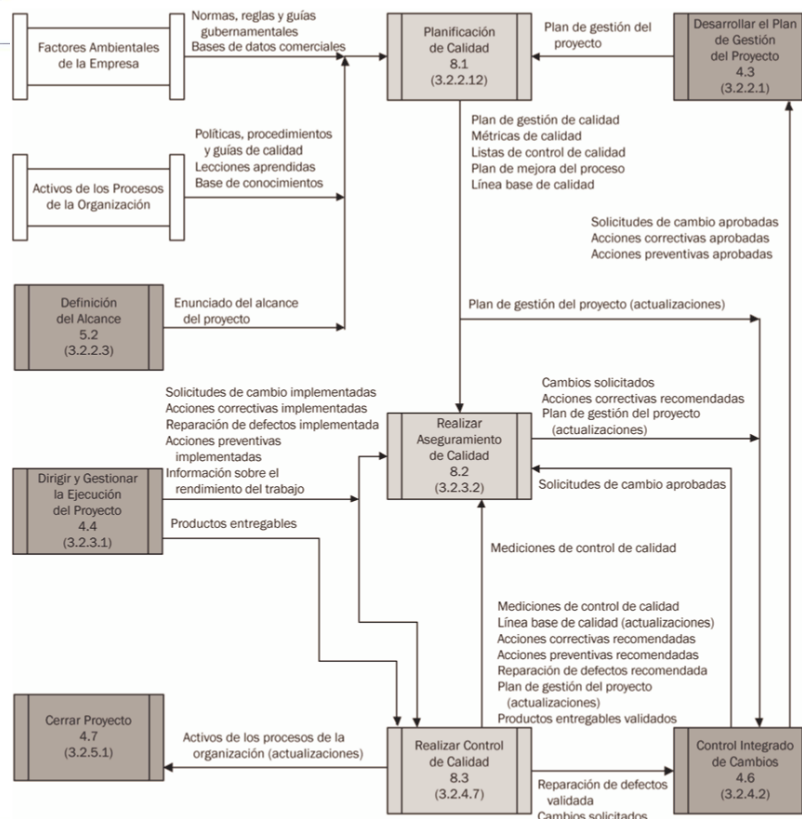 Factores Ambientales
de la Empresa
Normas, reglas y guías
gubernamentales
Bases de datos comerciales
Planificación
de Calidad
8.1
(3.2.2.12)
Plan de gestión del
proyecto
Desarrollar el Plan
de Gestión
del Proyecto
4.3
(3.2.2.1)
Activos de los Procesos
de la Organización
Políticas, procedimientos
y guías de calidad
Lecciones aprendidas
Base de conocimientos
Plan de gestión de calidad
Métricas de calidad
Listas de control de calidad
Plan de mejora del proceso
Línea base de calidad
Solicitudes de cambio aprobadas
Acciones correctivas aprobadas
Acciones preventivas aprobadas
Definición
del Alcance
5.2
(3.2.2.3)
Enunciado del alcance
del proyecto
Plan de gestión del proyecto (actualizaciones)
Solicitudes de cambio implementadas
Acciones correctivas implementadas
Reparación de defectos implementada
Acciones preventivas
implementadas
Información sobre el
rendimiento del trabajo
Realizar
Aseguramiento
de Calidad
8.2
(3.2.3.2)
Cambios solicitados
Acciones correctivas recomendadas
Plan de gestión del proyecto
(actualizaciones)
Solicitudes de cambio aprobadas
Dirigir y Gestionar
la Ejecución
del Proyecto
4.4
(3.2.3.1)
Productos entregables
Mediciones de control de calidad
Mediciones de control de calidad
Línea base de calidad (actualizaciones)
Acciones correctivas recomendadas
Acciones preventivas recomendadas
Reparación de defectos recomendada
Plan de gestión del proyecto
(actualizaciones)
Productos entregables validados
Cerrar Proyecto
4.7
(3.2.5.1)
Activos de los procesos de la
organización (actualizaciones)
Realizar Control
de Calidad
8.3
(3.2.4.7)
Reparación de defectos
validada
Cambios solicitados
Control Integrado
de Cambios
4.6
(3.2.4.2)